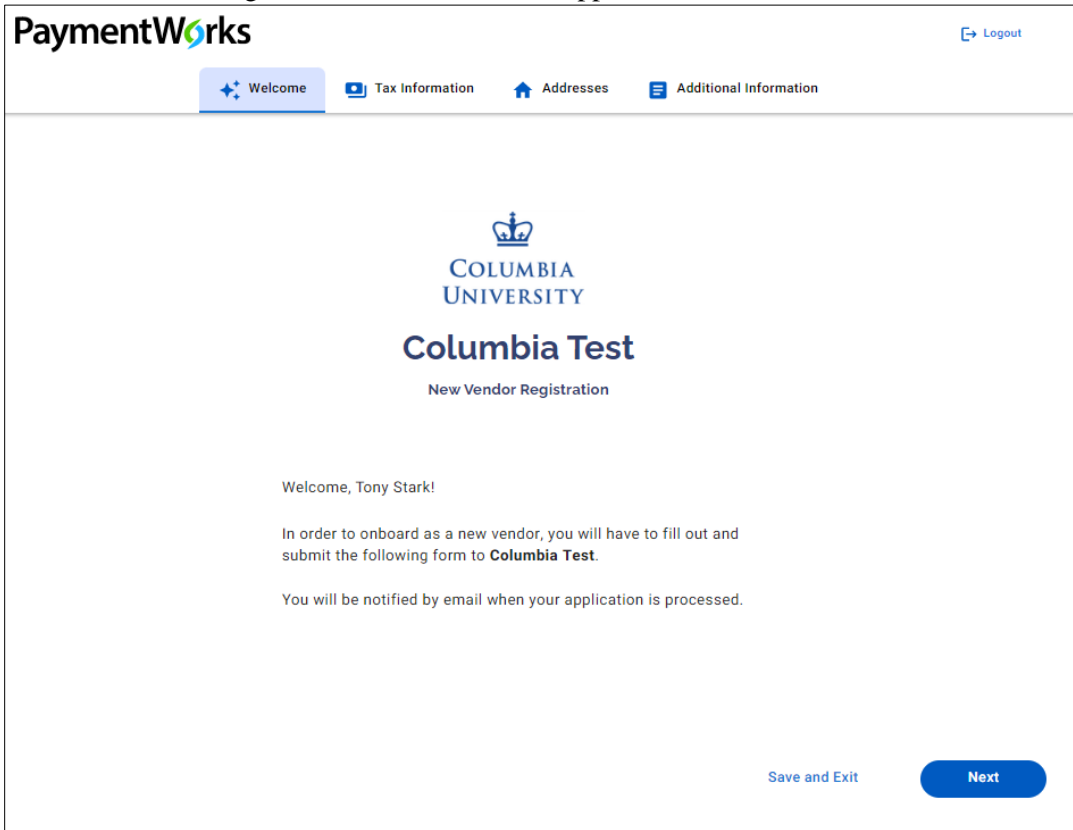 PaymentWorks
Logout
Welcome
Tax Information
Addresses
Additional Information
COLUMBIA
UNIVERSITY
Columbia Test
New Vendor Registration
Welcome, Tony Stark!
In order to onboard as a new vendor, you will have to fill out and
submit the following form to Columbia Test.
You will be notified by email when your application is processed.
Save and Exit
Next